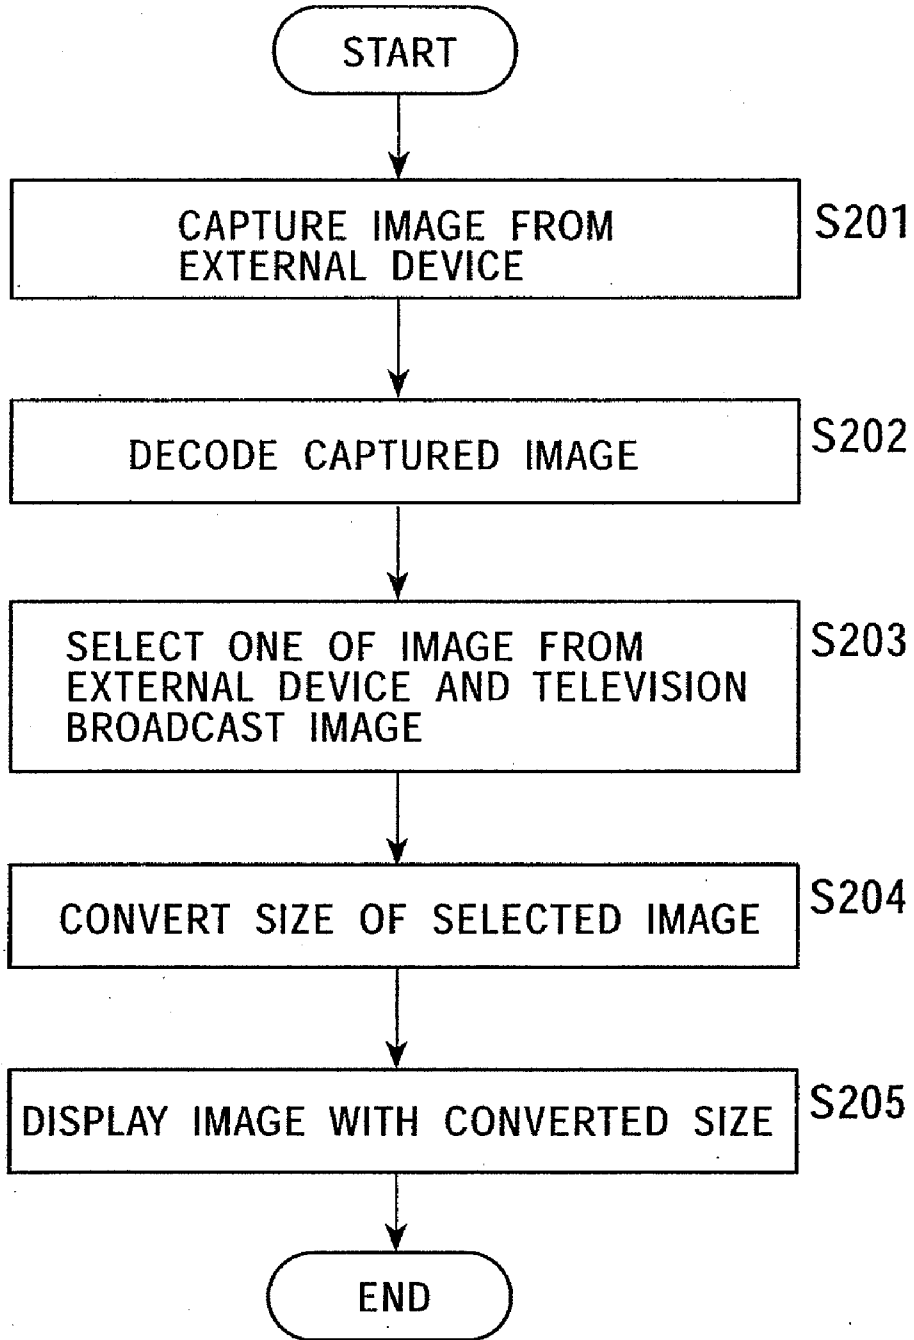 START
CAPTURE IMAGE FROM
EXTERNAL DEVICE
S201
DECODE CAPTURED IMAGE
S202
SELECT ONE OF IMAGE FROM
EXTERNAL DEVICE AND TELEVISION
BROADCAST IMAGE
S203
CONVERT SIZE OF SELECTED IMAGE
S204
DISPLAY IMAGE WITH CONVERTED SIZE
S205
END